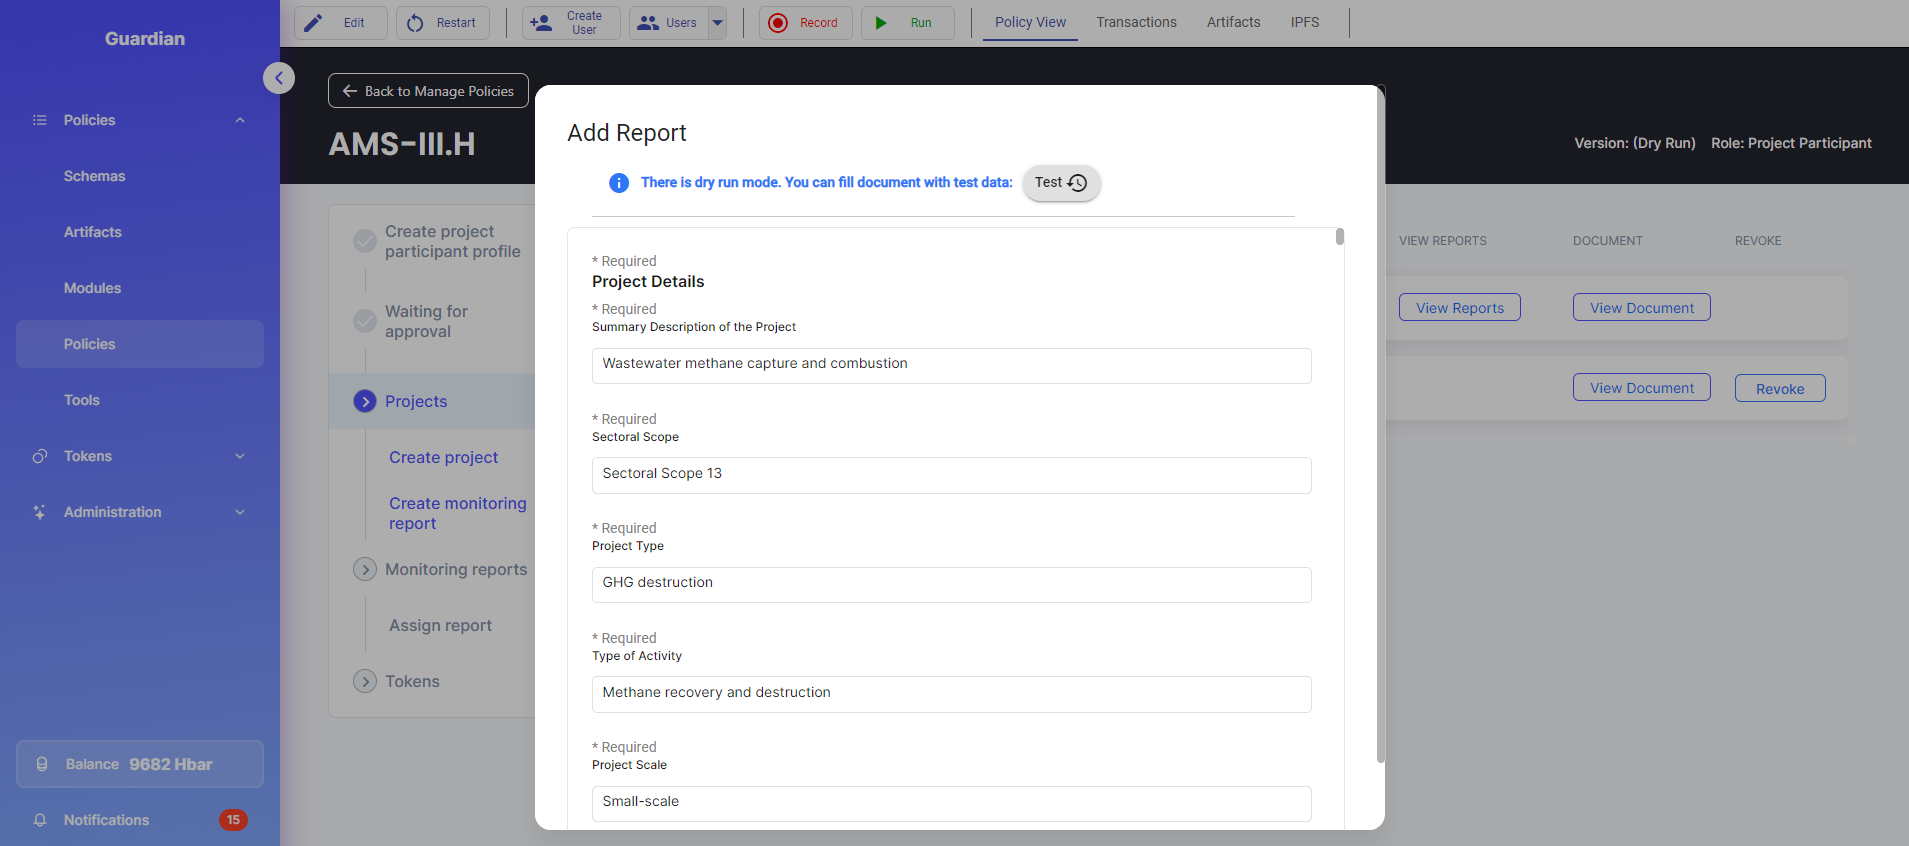 Guardian
Policies
Schemas
Artifacts
Modules
Policies
Tools
Tokens
Administration
Balance 9682 Hbar
Notifications 15
Edit
Restart
Create
User
Users
Record
Run
Policy View
Transactions
Artifacts
IPFS
Back to Manage Policies
AMS-III.H
Version: (Dry Run) Role: Project Participant
Create project
participant profile
Waiting for
approval
Projects
Create project
Create monitoring
report
Monitoring reports
Assign report
Tokens
Add Report
There is dry run mode. You can fill document with test data:
Test
* Required
Project Details
* Required
Summary Description of the Project
Wastewater methane capture and combustion
* Required
Sectoral Scope
Sectoral Scope 13
* Required
Project Type
GHG destruction
* Required
Type of Activity
Methane recovery and destruction
* Required
Project Scale
Small-scale
VIEW REPORTS
DOCUMENT
REVOKE
View Reports
View Document
View Document
Revoke